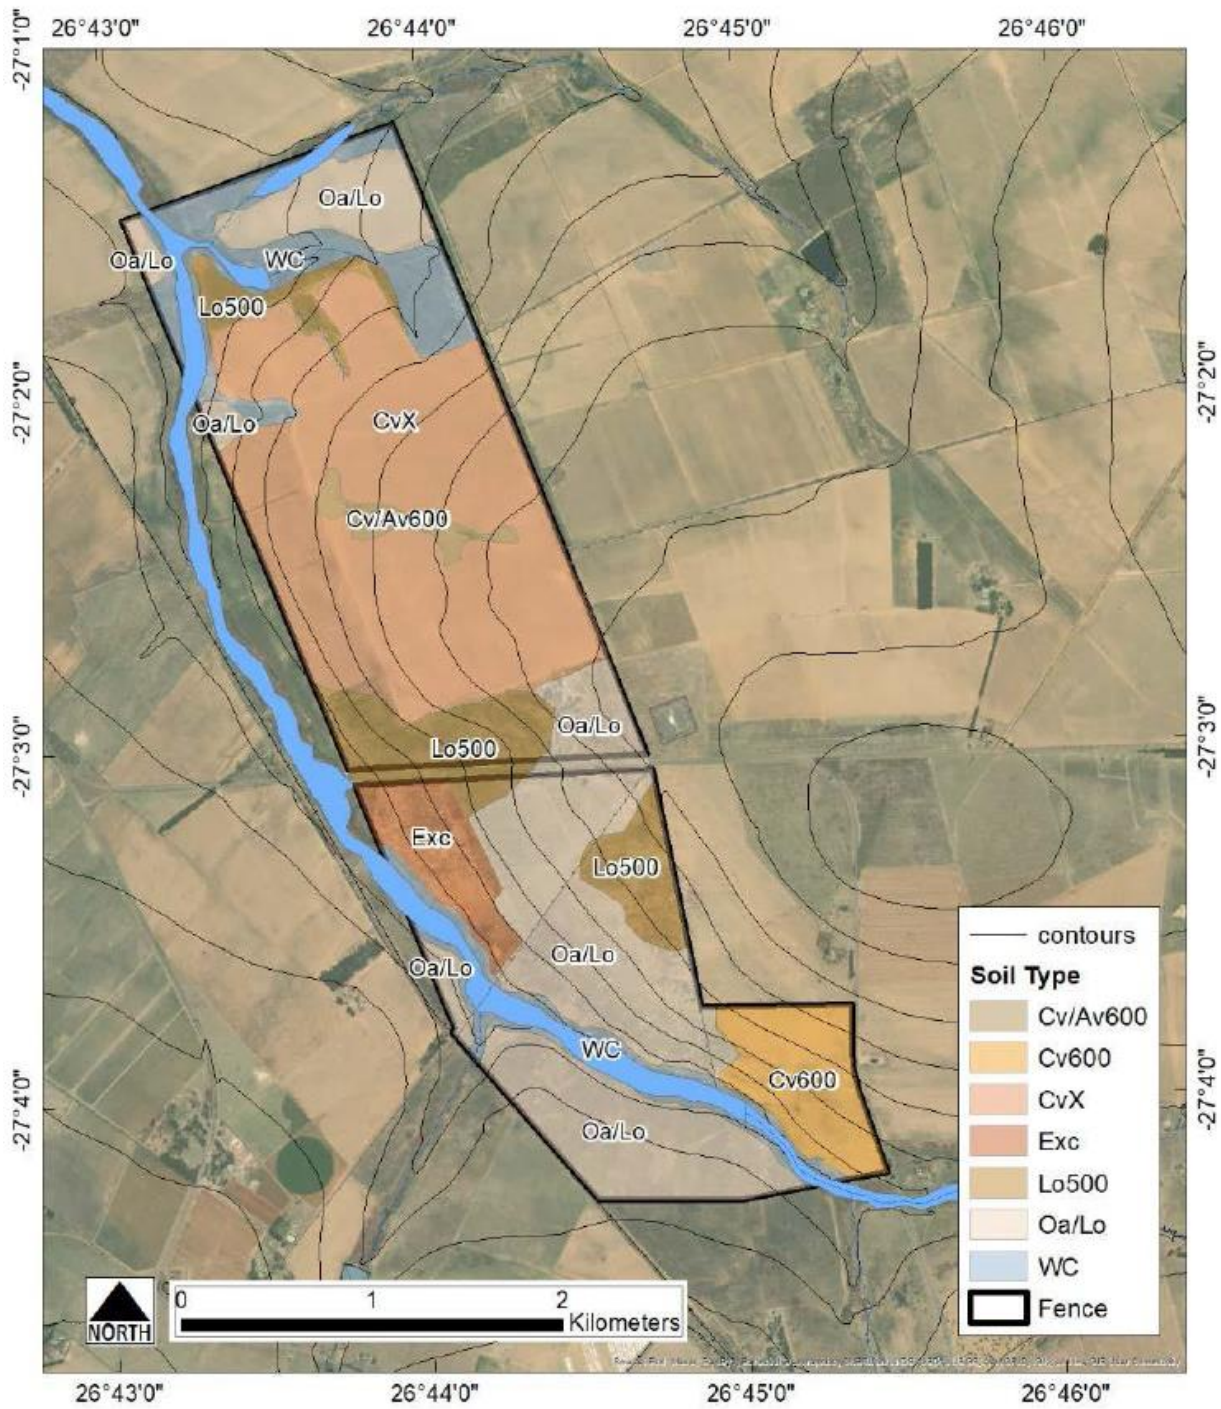 26°43'0" 26°44'0" 26°45'0" 26°46'0"
-27°1'0"
-27°2'0"
-27°3'0"
-27°4'0"
-27°2'0"
-27°3'0"
-27°4'0"
Oa/Lo
Oa/Lo
WC
Lo500
Oa/Lo
CvX
Cv/Av600
Oa/Lo
Lo500
Exc
Lo500
Oa/Lo
Oa/Lo
WC
Cv600
Oa/Lo
contours
Soil Type
Cv/Av600
Cv600
CvX
Exc
Lo500
Oa/Lo
WC
Fence
NORTH
0 1 2
Kilometers
26°43'0" 26°44'0" 26°45'0" 26°46'0"